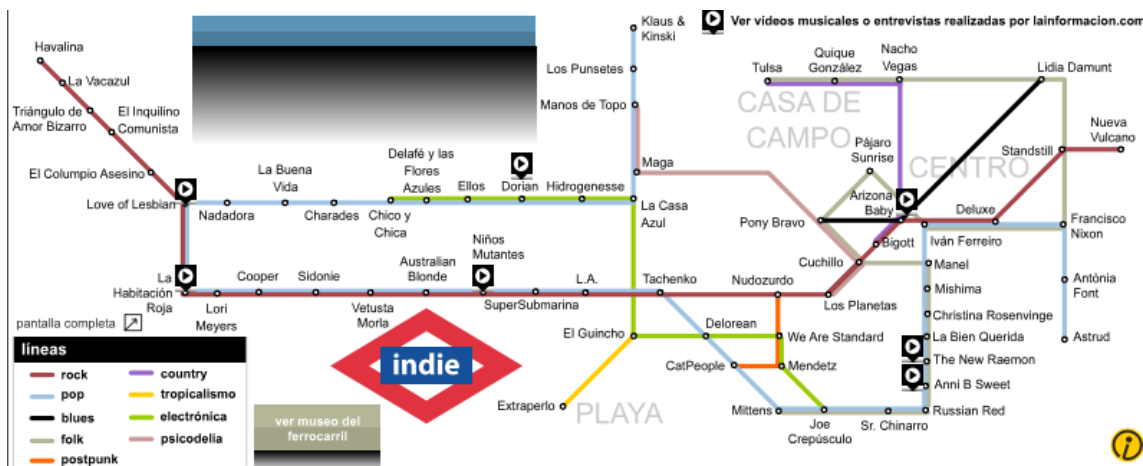 Ver vídeos musicales o entrevistas realizadas por lainformacion.com
Klaus &
Kinski
Havalina
La Vacazul
Los Punsetes
Tulsa
Quique
González
Nacho
Vegas
Lidia Damunt
Triángulo de
Amor Bizarro
El Inquilino
Comunista
Manos de Topo
CASA DE
CAMPO
Nueva
Vulcano
El Columpio Asesino
Maga
Pájaro
Sunrise
CENTRO
Standstill
La Buena
Vida
Delafé y las
Flores
Azules
Ellos
Dorian
Hidrogenesse
Arizona
Baby
Love of Lesbian
Nadadora
Charades
Chico y
Chica
La Casa
Azul
Pony Bravo
Deluxe
Francisco
Nixon
Bigott
Iván Ferreiro
La
Habitación
Roja
Cooper
Sidonie
Australian
Blonde
Niños
Mutantes
L.A.
Tachenko
Nudozurdo
Cuchillo
Manel
Antònia
Font
Lori
Meyers
Vetusta
Morla
SuperSubmarina
Los Planetas
Mishima
Christina Rosenvinge
pantalla completa
El Guincho
Delorean
We Are Standard
La Bien Querida
Astrud
líneas
rock
country
pop
tropicalismo
blues
electrónica
folk
psicodelia
postpunk
indie
CatPeople
Mendetz
The New Raemon
Anni B Sweet
ver museo del
ferrocarril
Extraperlo
PLAYA
Mittens
Joe
Crepúsculo
Sr. Chinarro
Russian Red
i